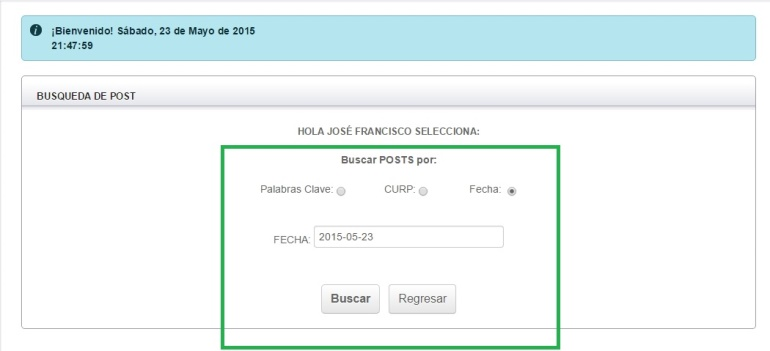 ¡Bienvenido! Sábado, 23 de Mayo de 2015
21:47:59
BUSQUEDA DE POST
HOLA JOSÉ FRANCISCO SELECCIONA:
Buscar POSTS por:
Palabras Clave: CURP: Fecha:
FECHA: 2015-05-23
Buscar Regresar